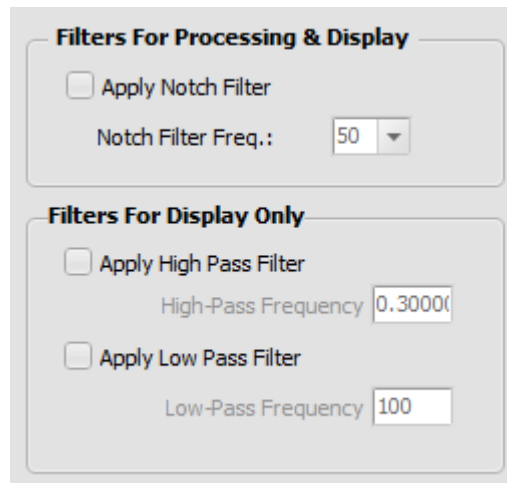 Filters For Processing & Display
Apply Notch Filter
Notch Filter Freq.: 50
Filters For Display Only
Apply High Pass Filter
High-Pass Frequency 0.30000
Apply Low Pass Filter
Low-Pass Frequency 100